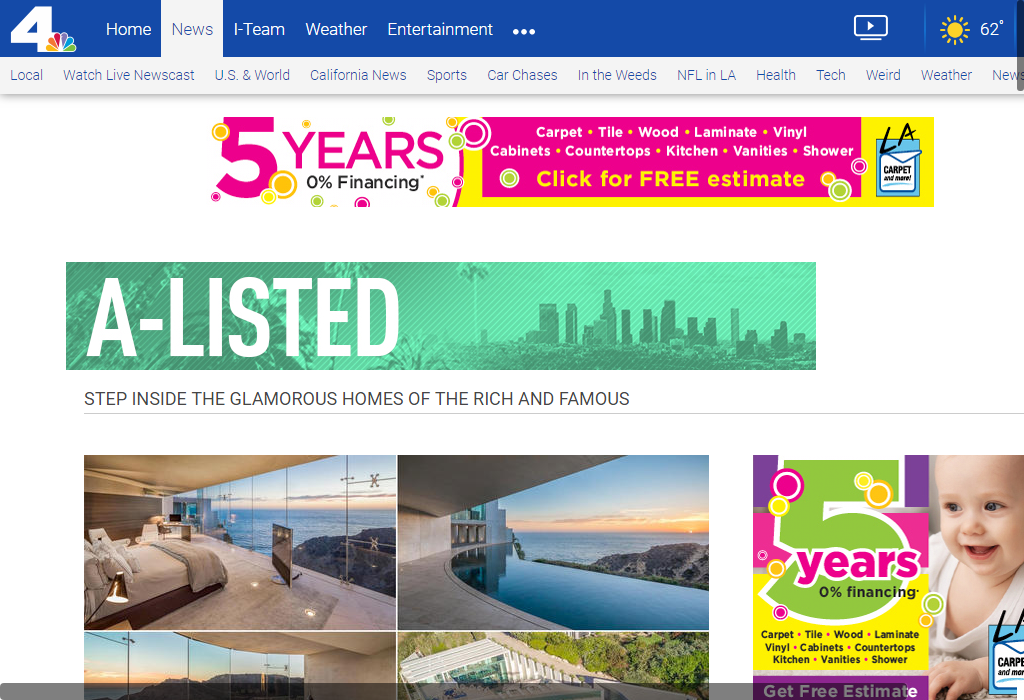 4
Home News I-Team Weather Entertainment
62°
Local Watch Live Newscast U.S. & World California News Sports Car Chases In the Weeds NFL in LA Health Tech Weird Weather News
5 YEARS
0% Financing*
Carpet • Tile • Wood • Laminate • Vinyl
Cabinets • Countertops • Kitchen • Vanities • Shower
Click for FREE estimate
LA
CARPET
and more!
A-LISTED
STEP INSIDE THE GLAMOROUS HOMES OF THE RICH AND FAMOUS
5
years
0% financing*
Carpet • Tile • Wood • Laminate
Vinyl • Cabinets • Countertops
Kitchen • Vanities • Shower
LA
CARP
and mo
Get Free Estimate